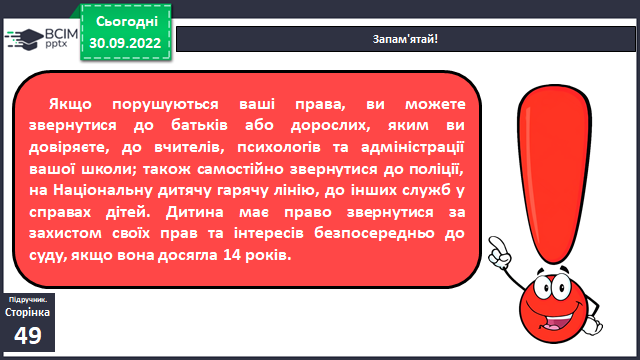 Сьогодні
30.09.2022
BCIM
pptx
Запам'ятай!
Якщо порушуються ваші права, ви можете
звернутися до батьків або дорослих, яким ви
довіряєте, до вчителів, психологів та адміністрації
вашої школи; також самостійно звернутися до поліції,
на Національну дитячу гарячу лінію, до інших служб у
справах дітей. Дитина має право звернутися за
захистом своїх прав та інтересів безпосередньо до
суду, якщо вона досягла 14 років.
Підручник.
Сторінка
49